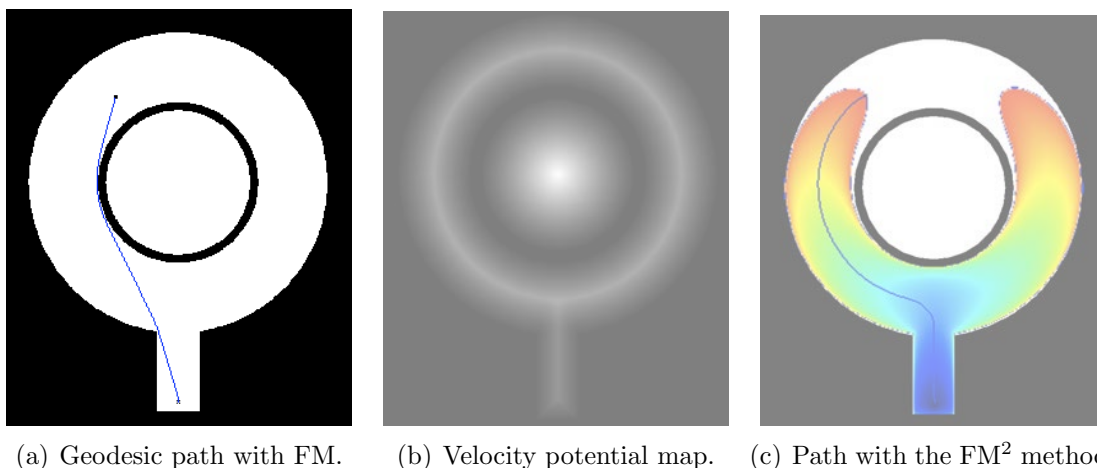 (a) Geodesic path with FM.
(b) Velocity potential map.
(c) Path with the FM² method